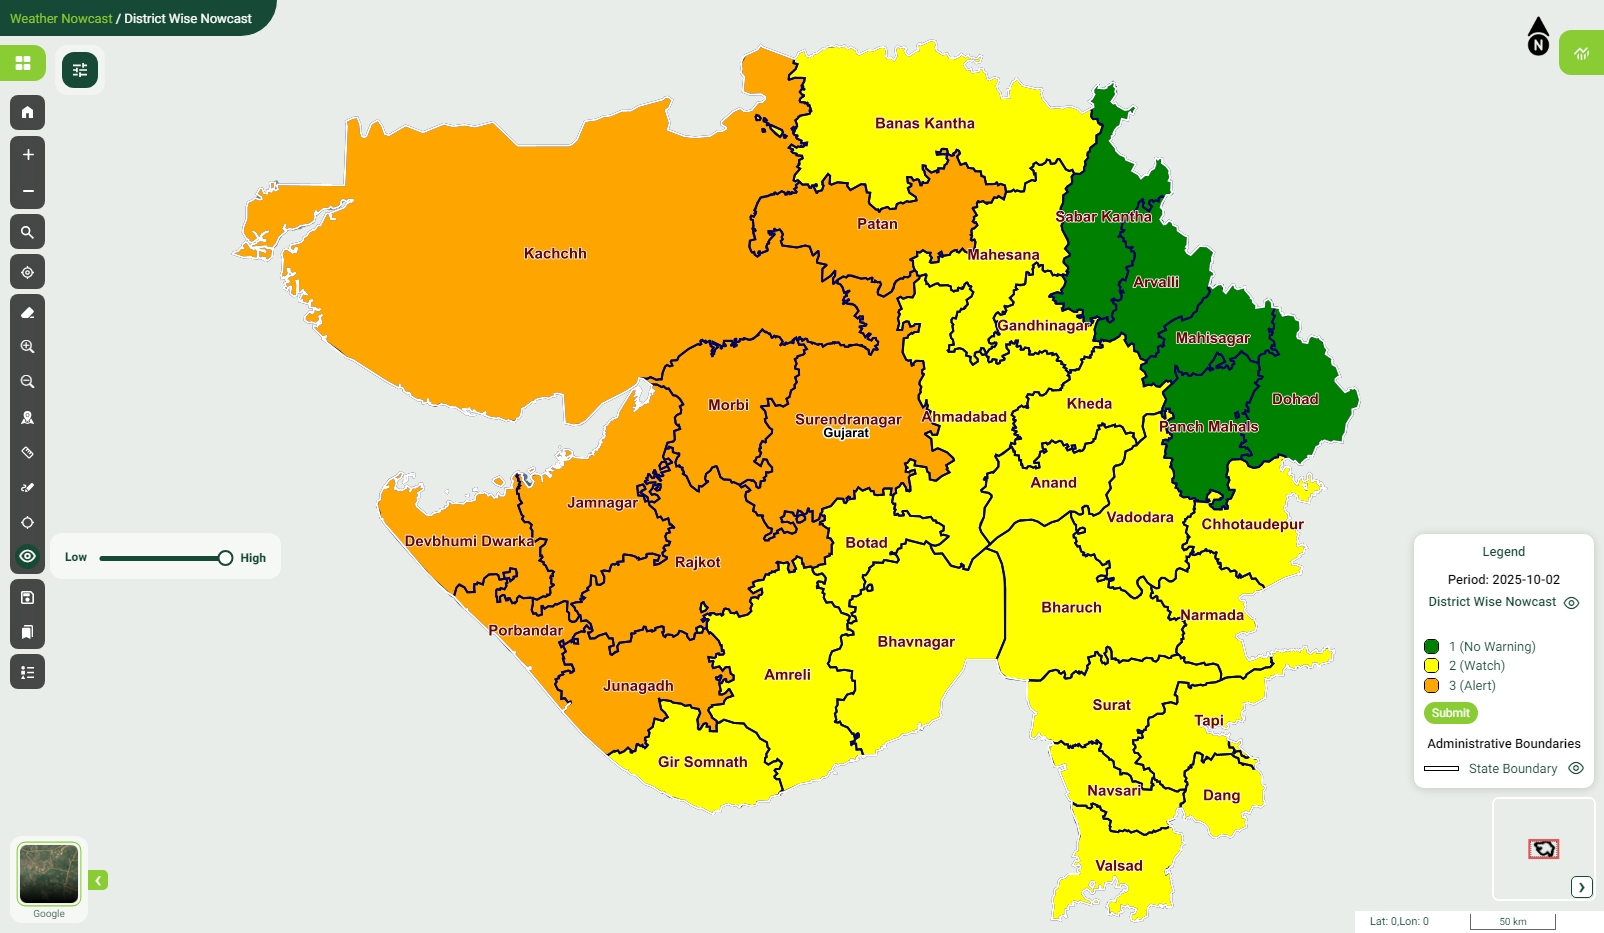 Weather Nowcast / District Wise Nowcast
N
Banas Kantha
Sabar Kantha
Patan
Kachchh
Mahesana
Arvalli
Gandhinagar
Mahisagar
Dohad
Morbi
Kheda
Surendranagar
Ahmadabad
Gujarat
Panch Mahals
Anand
Jamnagar
Vadodara
Chhotaudepur
Devbhumi Dwarka
Botad
Low
High
Rajkot
Bharuch
Narmada
Porbandar
Bhavnagar
Amreli
Junagadh
Surat
Tapi
Gir Somnath
Navsari
Dang
Valsad
Legend
Period: 2025-10-02
District Wise Nowcast
1 (No Warning)
2 (Watch)
3 (Alert)
Submit
Administrative Boundaries
State Boundary
Google
Lat: 0,Lon: 0
50 km